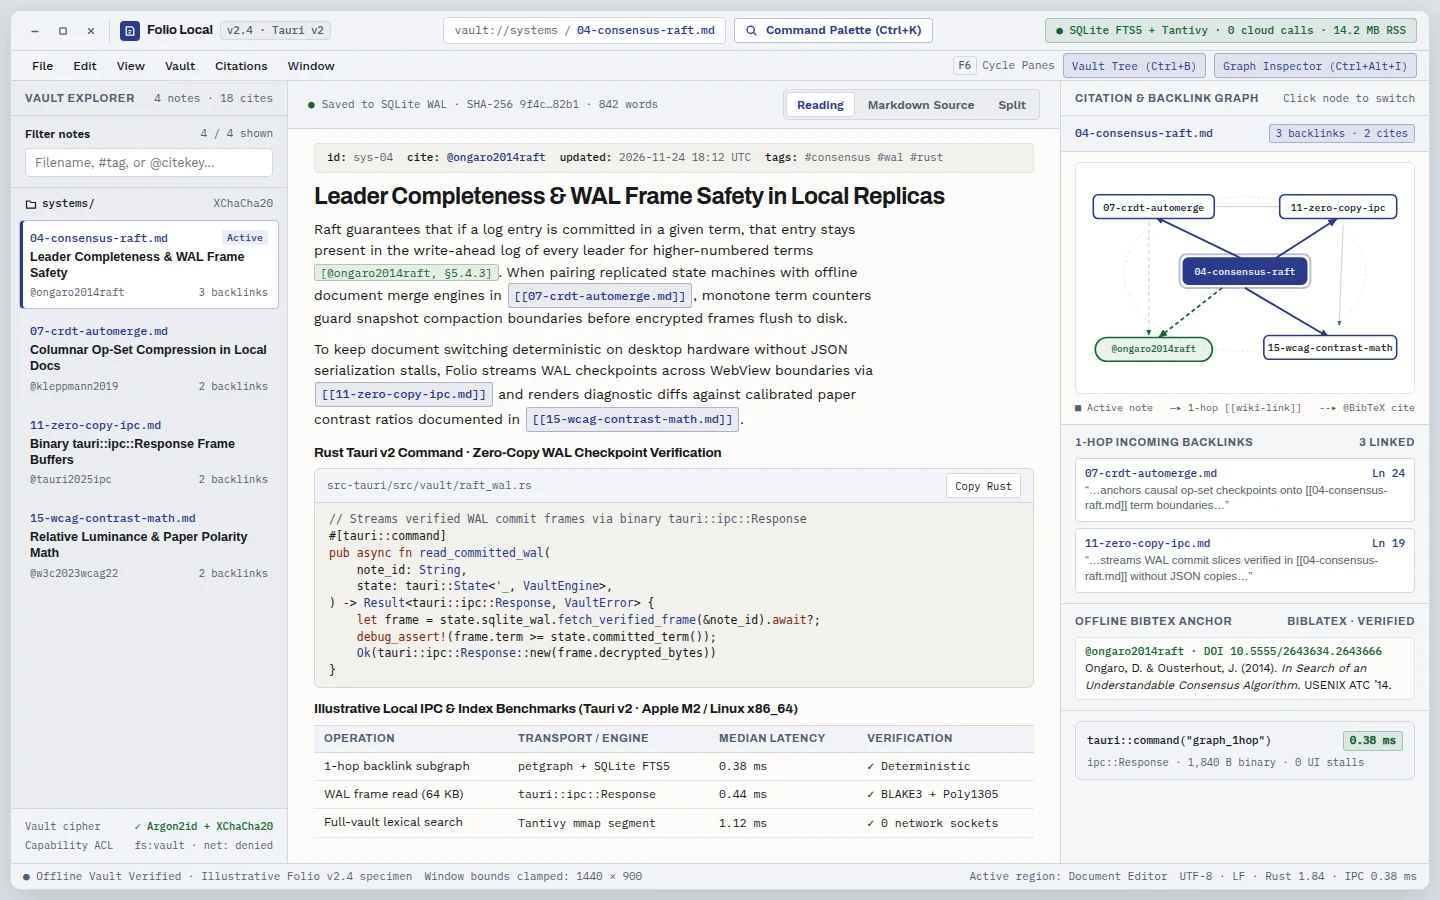 Folio Local
v2.4 · Tauri v2
vault://systems / 04-consensus-raft.md
Command Palette (Ctrl+K)
● SQLite FTS5 + Tantivy · 0 cloud calls · 14.2 MB RSS
File Edit View Vault Citations Window
F6 Cycle Panes
Vault Tree (Ctrl+B)
Graph Inspector (Ctrl+Alt+I)
VAULT EXPLORER
4 notes · 18 cites
Filter notes
4 / 4 shown
Filename, #tag, or @citekey...
systems/
XChaCha20
04-consensus-raft.md
Active
Leader Completeness & WAL Frame
Safety
@ongaro2014raft
3 backlinks
07-crdt-automerge.md
Columnar Op-Set Compression in Local
Docs
@kleppmann2019
2 backlinks
11-zero-copy-ipc.md
Binary tauri::ipc::Response Frame
Buffers
@tauri2025ipc
2 backlinks
15-wcag-contrast-math.md
Relative Luminance & Paper Polarity
Math
@w3c2023wcag22
2 backlinks
Vault cipher
✓ Argon2id + XChaCha20
Capability ACL
fs:vault · net: denied
● Saved to SQLite WAL · SHA-256 9f4c…82b1 · 842 words
Reading
Markdown Source
Split
id: sys-04 cite: @ongaro2014raft updated: 2026-11-24 18:12 UTC tags: #consensus #wal #rust
Leader Completeness & WAL Frame Safety in Local Replicas
Raft guarantees that if a log entry is committed in a given term, that entry stays
present in the write-ahead log of every leader for higher-numbered terms
[@ongaro2014raft, §5.4.3]. When pairing replicated state machines with offline
document merge engines in [[07-crdt-automerge.md]], monotone term counters
guard snapshot compaction boundaries before encrypted frames flush to disk.
To keep document switching deterministic on desktop hardware without JSON
serialization stalls, Folio streams WAL checkpoints across WebView boundaries via
[[11-zero-copy-ipc.md]] and renders diagnostic diffs against calibrated paper
contrast ratios documented in [[15-wcag-contrast-math.md]].
Rust Tauri v2 Command · Zero-Copy WAL Checkpoint Verification
src-tauri/src/vault/raft_wal.rs
Copy Rust
// Streams verified WAL commit frames via binary tauri::ipc::Response
#[tauri::command]
pub async fn read_committed_wal(
    note_id: String,
    state: tauri::State<'_, VaultEngine>,
) -> Result<tauri::ipc::Response, VaultError> {
    let frame = state.sqlite_wal.fetch_verified_frame(&note_id).await?;
    debug_assert!(frame.term >= state.committed_term());
    Ok(tauri::ipc::Response::new(frame.decrypted_bytes))
}
Illustrative Local IPC & Index Benchmarks (Tauri v2 · Apple M2 / Linux x86_64)
OPERATION TRANSPORT / ENGINE MEDIAN LATENCY VERIFICATION
1-hop backlink subgraph petgraph + SQLite FTS5 0.38 ms ✓ Deterministic
WAL frame read (64 KB) tauri::ipc::Response 0.44 ms ✓ BLAKE3 + Poly1305
Full-vault lexical search Tantivy mmap segment 1.12 ms ✓ 0 network sockets
CITATION & BACKLINK GRAPH
Click node to switch
04-consensus-raft.md
3 backlinks · 2 cites
07-crdt-automerge
11-zero-copy-ipc
04-consensus-raft
@ongaro2014raft
15-wcag-contrast-math
■ Active note
─▸ 1-hop [[wiki-link]]
--▸ @BibTeX cite
1-HOP INCOMING BACKLINKS
3 LINKED
07-crdt-automerge.md
Ln 24
“…anchors causal op-set checkpoints onto [[04-consensus-
raft.md]] term boundaries…”
11-zero-copy-ipc.md
Ln 19
“…streams WAL commit slices verified in [[04-consensus-
raft.md]] without JSON copies…”
OFFLINE BIBTEX ANCHOR
BIBLATEX · VERIFIED
@ongaro2014raft · DOI 10.5555/2643634.2643666
Ongaro, D. & Ousterhout, J. (2014). In Search of an
Understandable Consensus Algorithm. USENIX ATC ’14.
tauri::command("graph_1hop")
0.38 ms
ipc::Response · 1,840 B binary · 0 UI stalls
● Offline Vault Verified · Illustrative Folio v2.4 specimen
Window bounds clamped: 1440 × 900
Active region: Document Editor
UTF-8 · LF · Rust 1.84 · IPC 0.38 ms